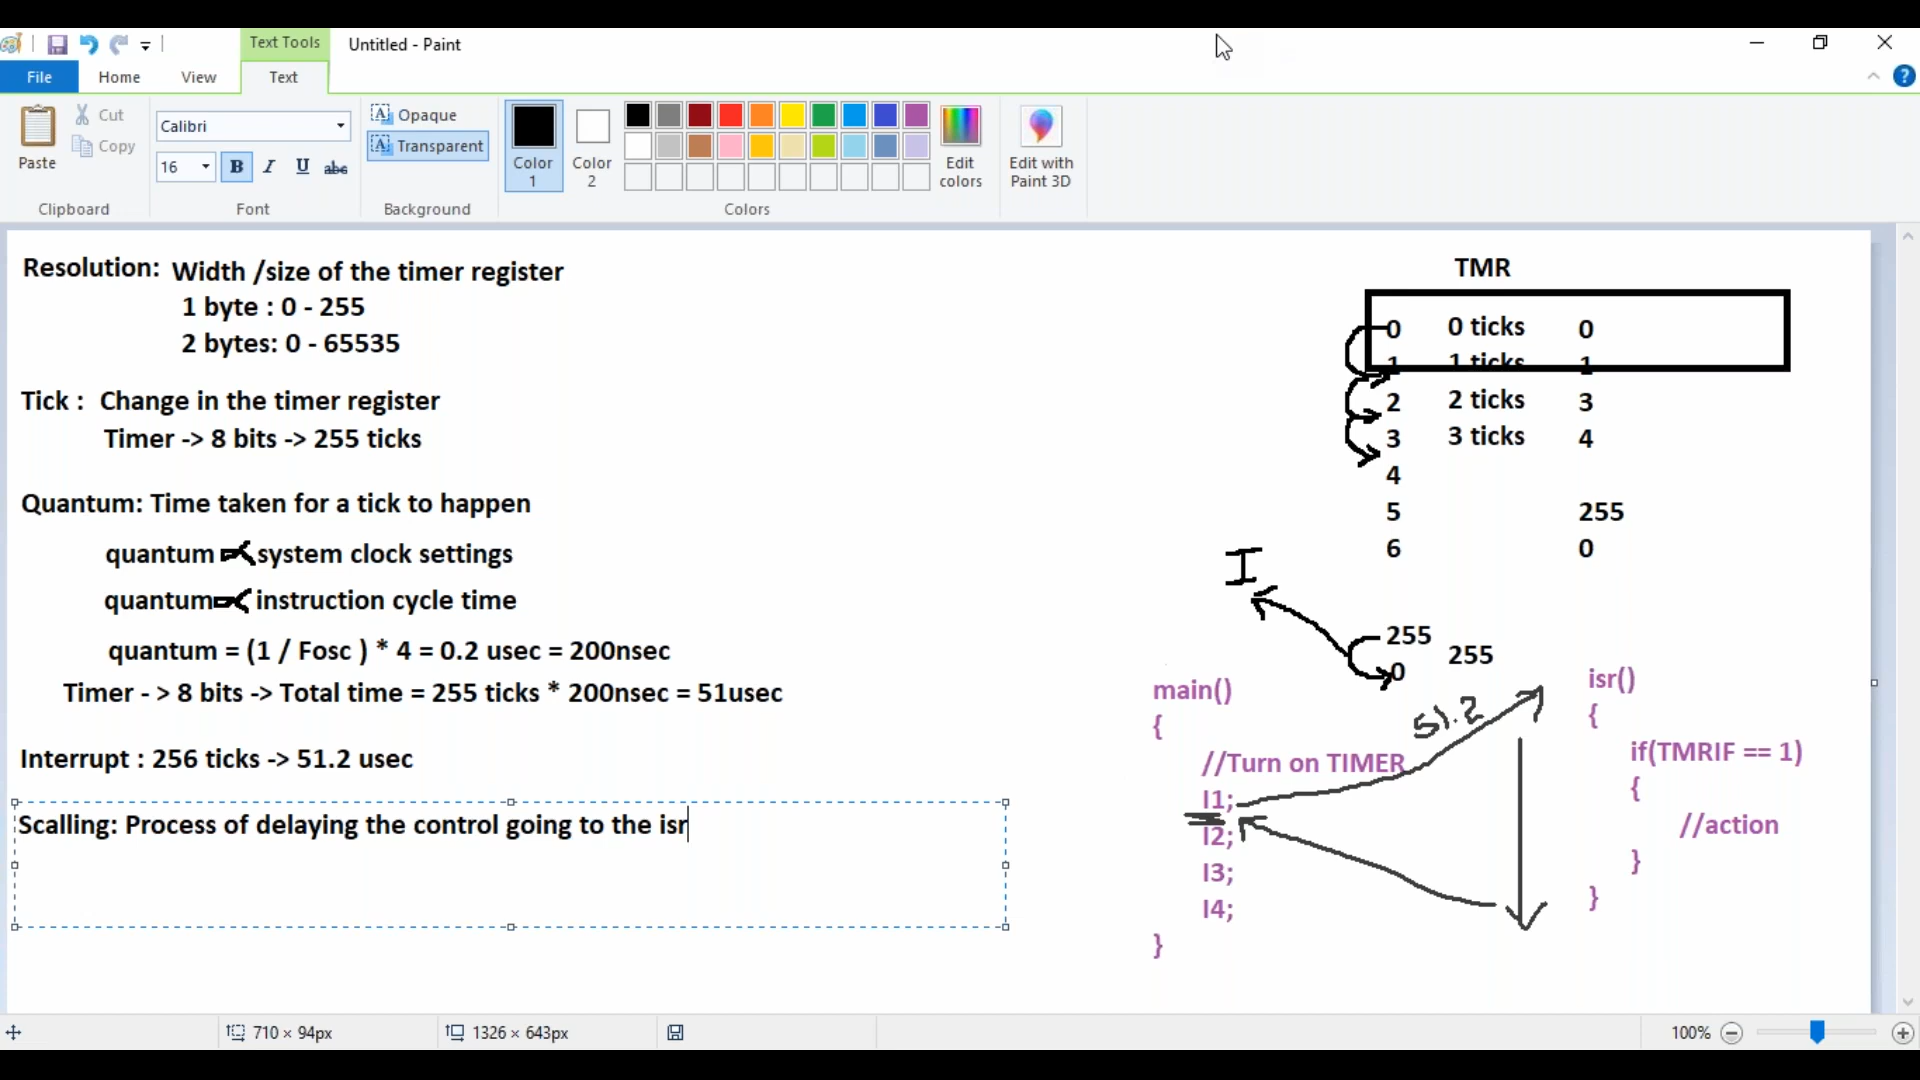 Text Tools
Untitled - Paint
File
Home
View
Text
Paste
Cut
Copy
Clipboard
Calibri
16
B I U abc
Font
Opaque
Transparent
Background
Color 1
Color 2
Colors
Edit colors
Edit with Paint 3D
Resolution: Width /size of the timer register
1 byte : 0 - 255
2 bytes: 0 - 65535
Tick : Change in the timer register
Timer -> 8 bits -> 255 ticks
Quantum: Time taken for a tick to happen
quantum ∝ system clock settings
quantum ∝ instruction cycle time
quantum = (1 / Fosc ) * 4 = 0.2 usec = 200nsec
Timer - > 8 bits -> Total time = 255 ticks * 200nsec = 51usec
Interrupt : 256 ticks -> 51.2 usec
Scalling: Process of delaying the control going to the isr
TMR
0 0 ticks 0
1 1 ticks 1
2 2 ticks 3
3 3 ticks 4
4
5 255
6 0
I
255
0 255
main()
{
//Turn on TIMER
I1;
I2;
I3;
I4;
}
51.2
isr()
{
if(TMRIF == 1)
{
//action
}
}
710 × 94px
1326 × 643px
100%